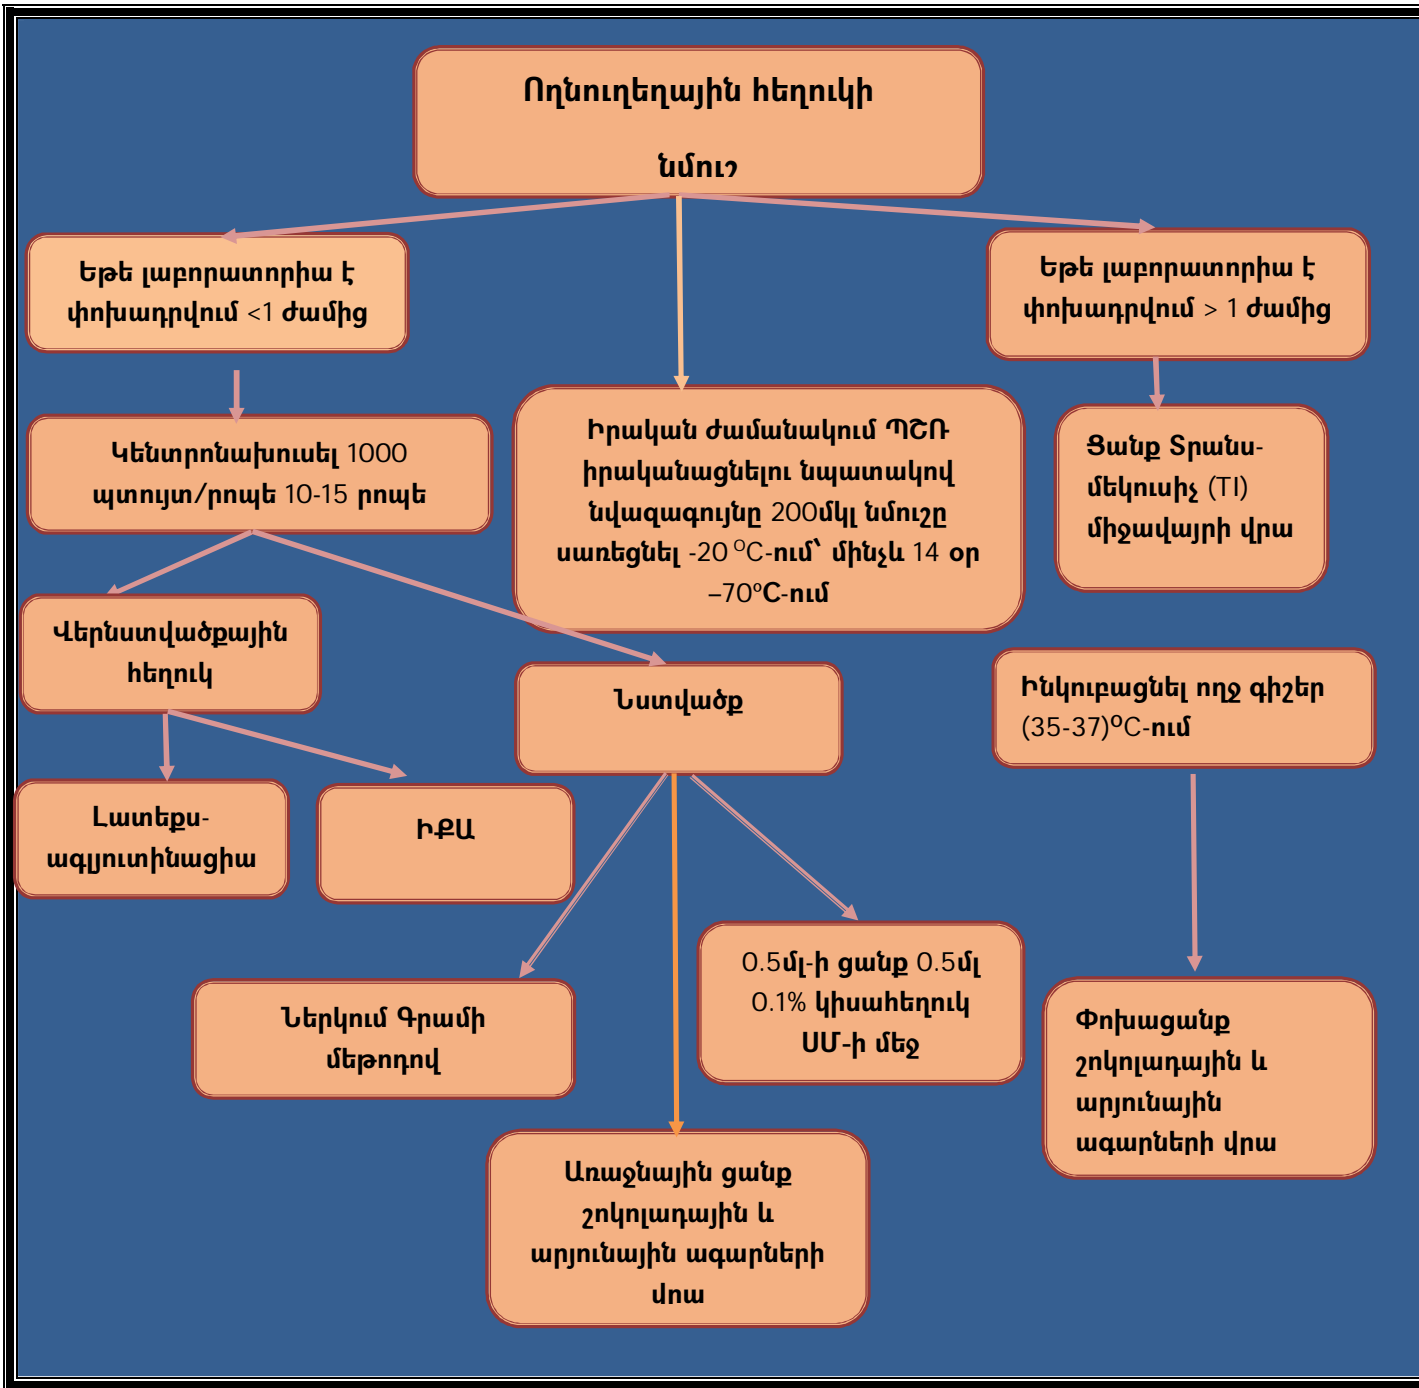 Ողնուղեղային հեղուկի
նմուշ
Եթե լաբորատորիա է
փոխադրվում <1 ժամից
Եթե լաբորատորիա է
փոխադրվում > 1 ժամից
Կենտրոնախուսել 1000
պտույտ/րոպե 10-15 րոպե
Իրական ժամանակում ՊՇՌ
իրականացնելու նպատակով
նվազագույնը 200մկլ նմուշը
սառեցնել -20 ⁰C-ում՝ մինչև 14 օր
–70ºC-ում
Ցանք Տրանս-
մեկուսիչ (TI)
միջավայրի վրա
Վերնստվածքային
հեղուկ
Նստվածք
Ինկուբացնել ողջ գիշեր
(35-37)⁰C-ում
Լատեքս-
ագլյուտինացիա
ԻՔԱ
Ներկում Գրամի
մեթոդով
0.5մլ-ի ցանք 0.5մլ
0.1% կիսահեղուկ
ՍՄ-ի մեջ
Փոխացանք
շոկոլադային և
արյունային
ագարների վրա
Առաջնային ցանք
շոկոլադային և
արյունային ագարների
վրա